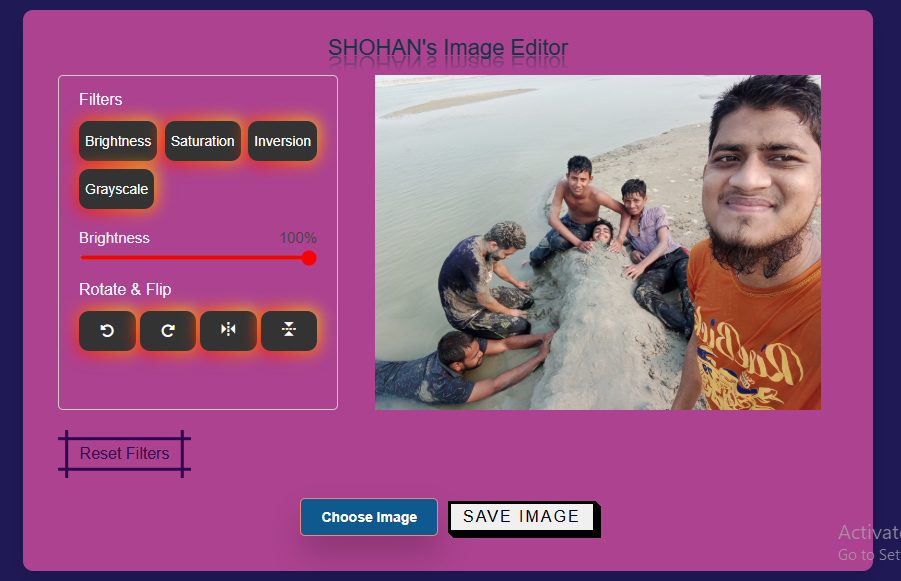 SHOHAN's Image Editor
Filters
Brightness Saturation Inversion
Grayscale
Brightness 100%
Rotate & Flip
Reset Filters
Choose Image SAVE IMAGE
Activate
Go to Set